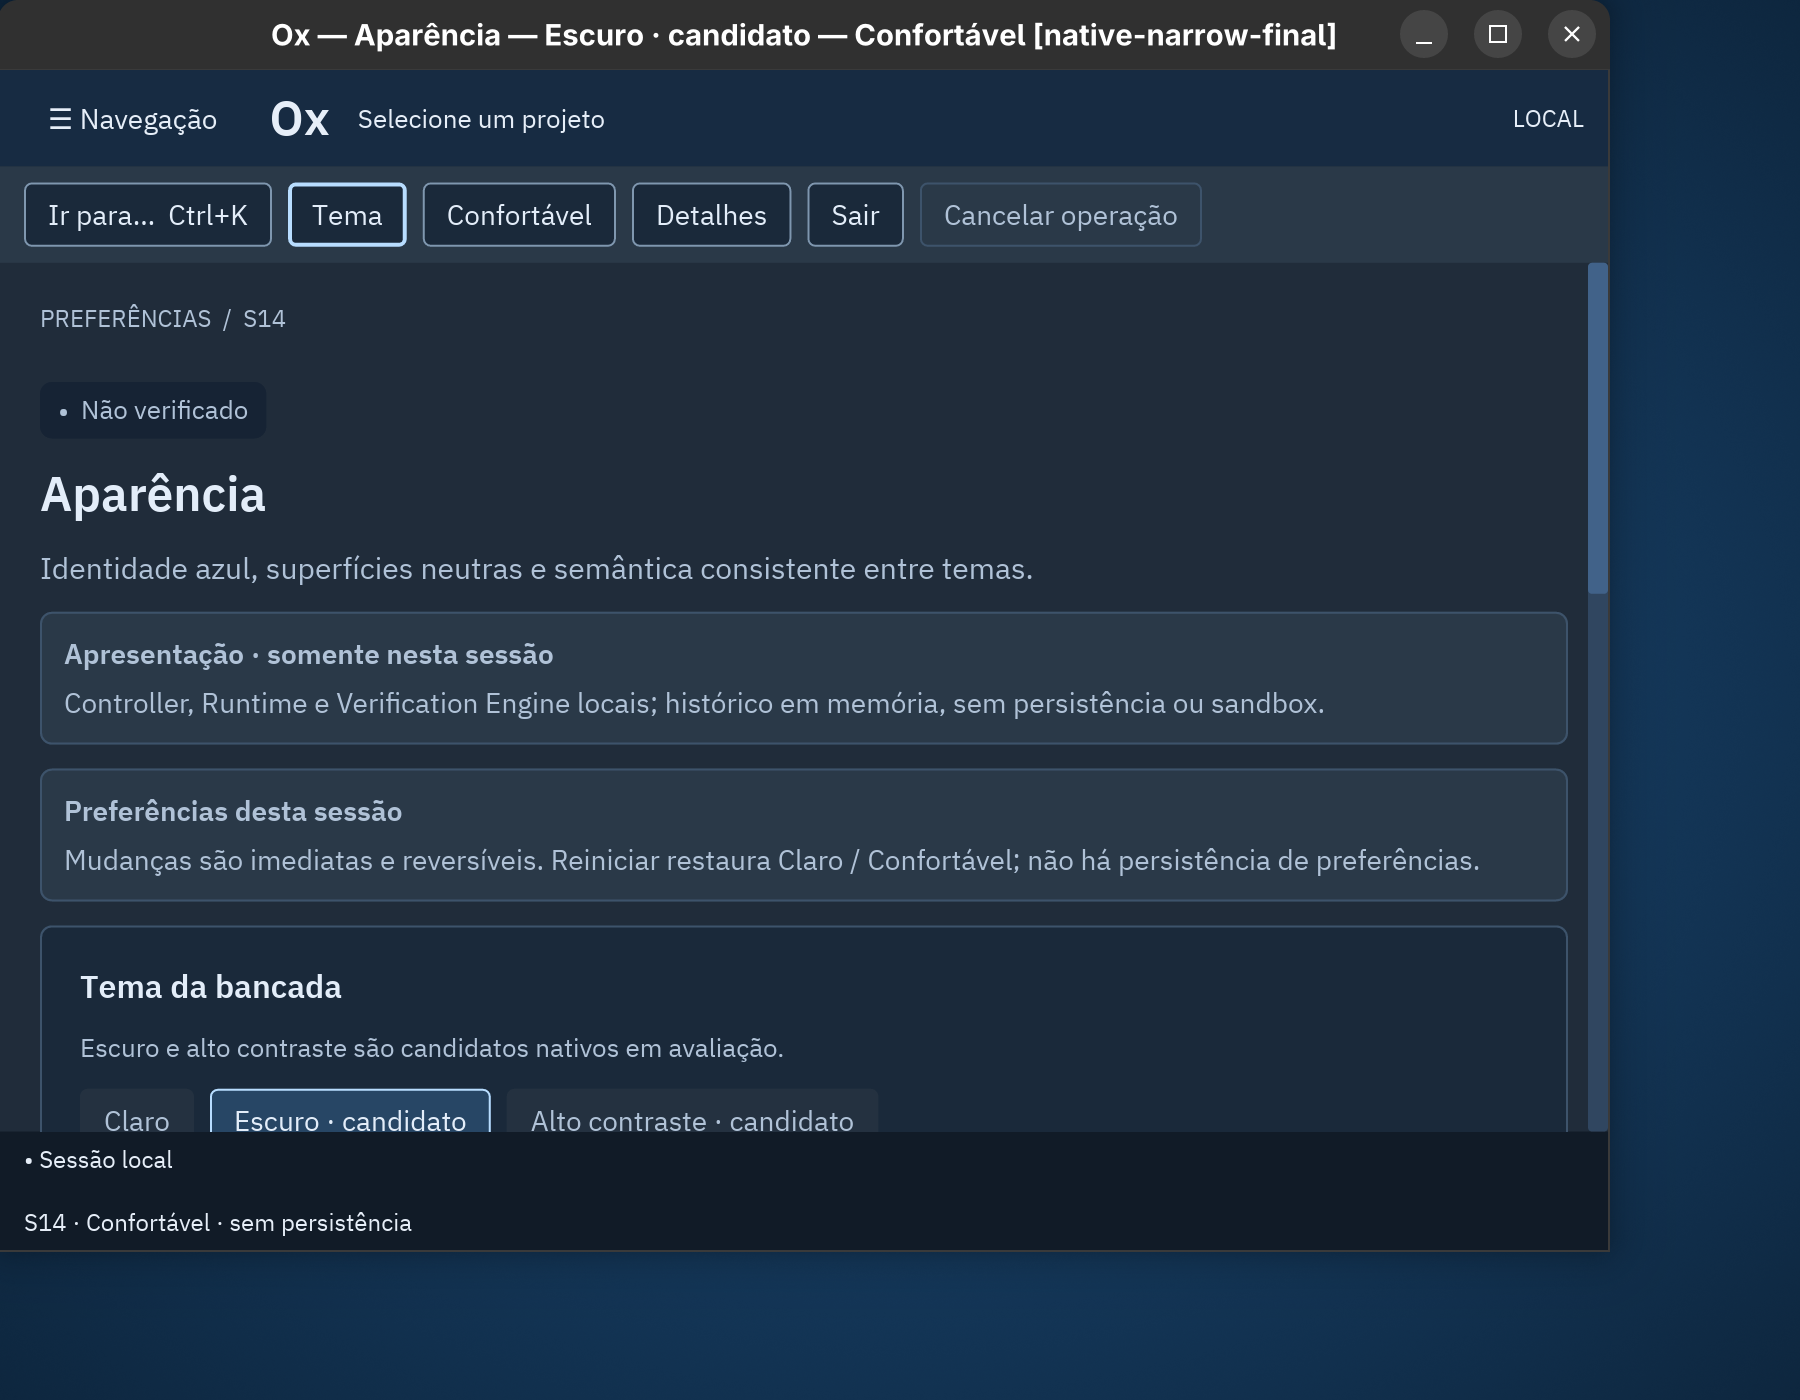 Ox — Aparência — Escuro · candidato — Confortável [native-narrow-final]
☰ Navegação Ox Selecione um projeto LOCAL
Ir para... Ctrl+K Tema Confortável Detalhes Sair Cancelar operação
PREFERÊNCIAS / S14
• Não verificado
Aparência
Identidade azul, superfícies neutras e semântica consistente entre temas.
Apresentação · somente nesta sessão
Controller, Runtime e Verification Engine locais; histórico em memória, sem persistência ou sandbox.
Preferências desta sessão
Mudanças são imediatas e reversíveis. Reiniciar restaura Claro / Confortável; não há persistência de preferências.
Tema da bancada
Escuro e alto contraste são candidatos nativos em avaliação.
Claro Escuro · candidato Alto contraste · candidato
• Sessão local
S14 · Confortável · sem persistência